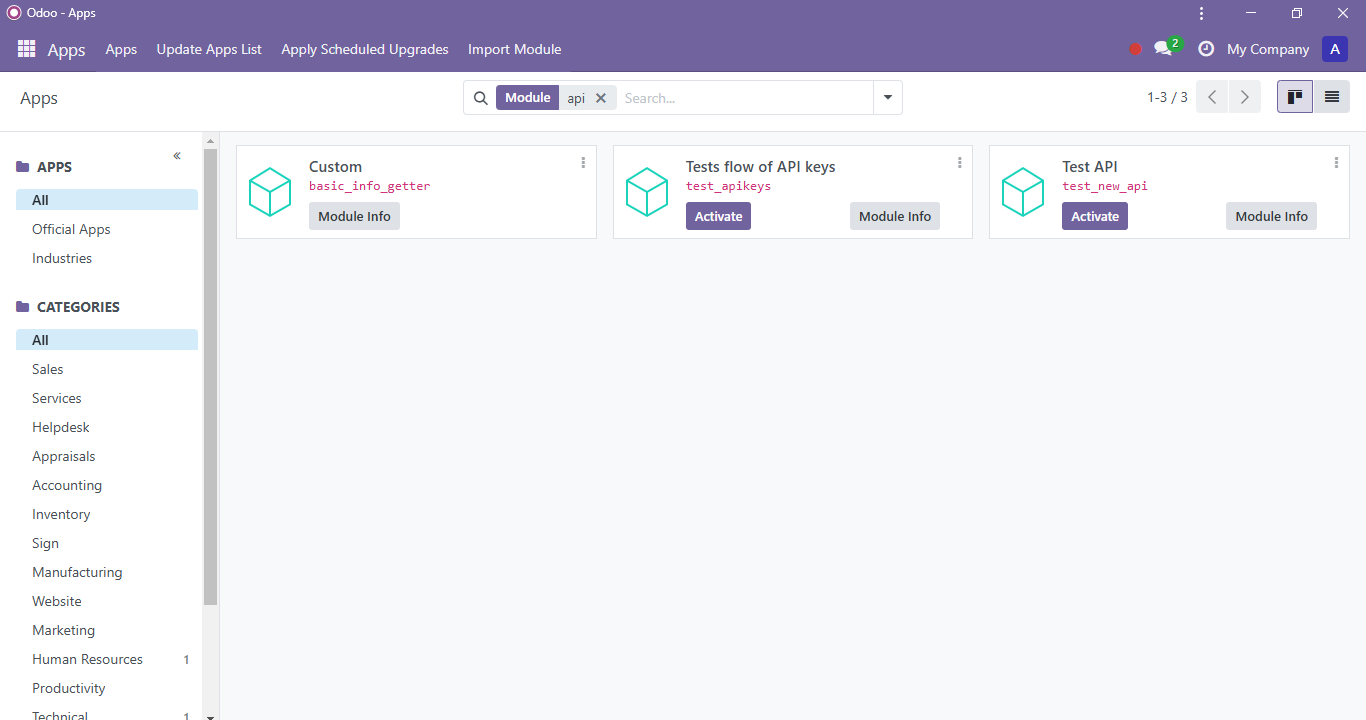 Odoo - Apps
Apps Apps Update Apps List Apply Scheduled Upgrades Import Module 2 My Company A
Apps Module api Search... 1-3 / 3
APPS
All
Official Apps
Industries
CATEGORIES
All
Sales
Services
Helpdesk
Appraisals
Accounting
Inventory
Sign
Manufacturing
Website
Marketing
Human Resources 1
Productivity
Technical 1
Custom
basic_info_getter
Module Info
Tests flow of API keys
test_apikeys
Activate Module Info
Test API
test_new_api
Activate Module Info